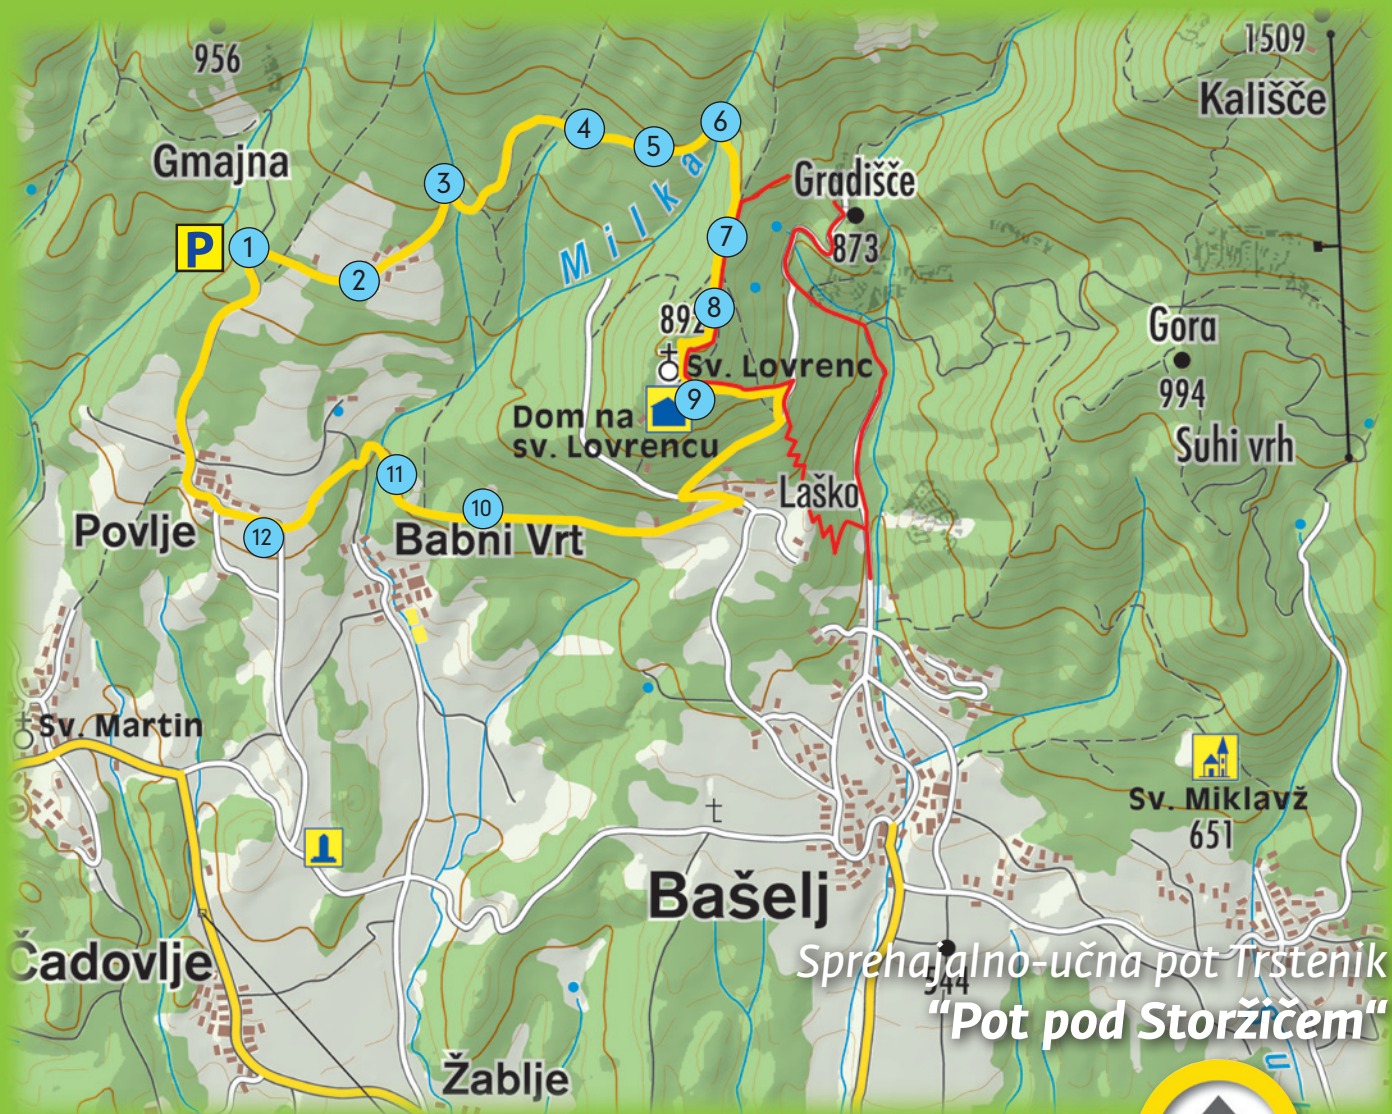 956
1509
Kališče
Gmajna
P
1
2
3
4
5
6
Milka
Gradišče
873
7
8
892
Sv. Lovrenc
9
Dom na
sv. Lovrencu
Gora
994
Suhi vrh
Laško
10
11
12
Povlje
Babni Vrt
Sv. Martin
Sv. Miklavž
651
Bašelj
Čadovlje
544
Sprehajalno-učna pot Trstenik
“Pot pod Storžičem“
Žablje
u